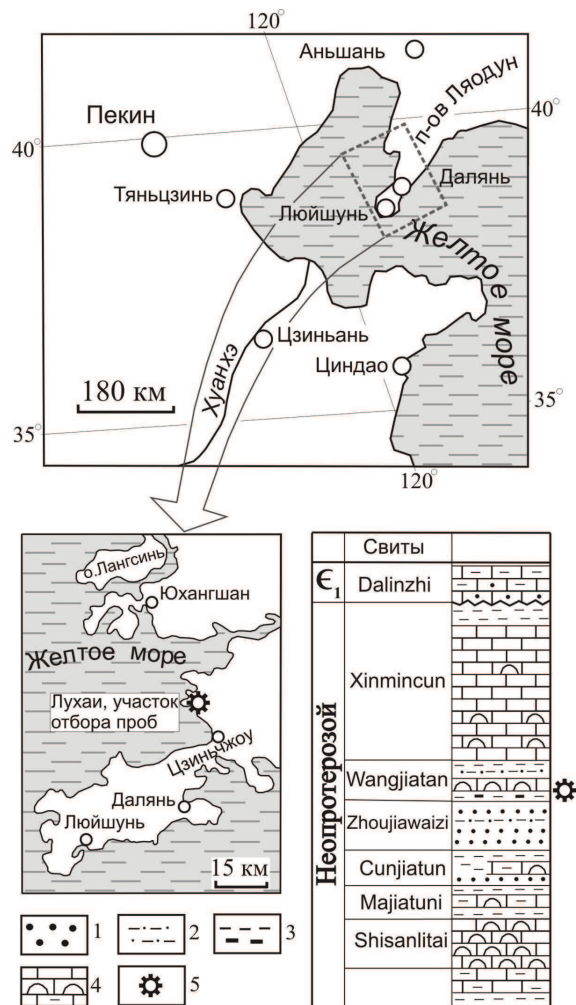 120°
Аньшань
п-ов Ляодун
Пекин
40°
40°
Тяньцзинь
Далянь
Люйшунь
Желтое море
Цзиньань
Хуанхэ
Циндао
180 км
35°
35°
120°
о.Лангсинь
Юхангшан
Желтое море
Лухаи, участок
отбора проб
Цзиньчжоу
Далянь
Люйшунь
15 км
1
2
3
4
5
Свиты
Є1
Dalinzhi
Неопротерозой
Xinmincun
Wangjiatan
Zhoujiawaizi
Cunjiatun
Majiatuni
Shisanlitai